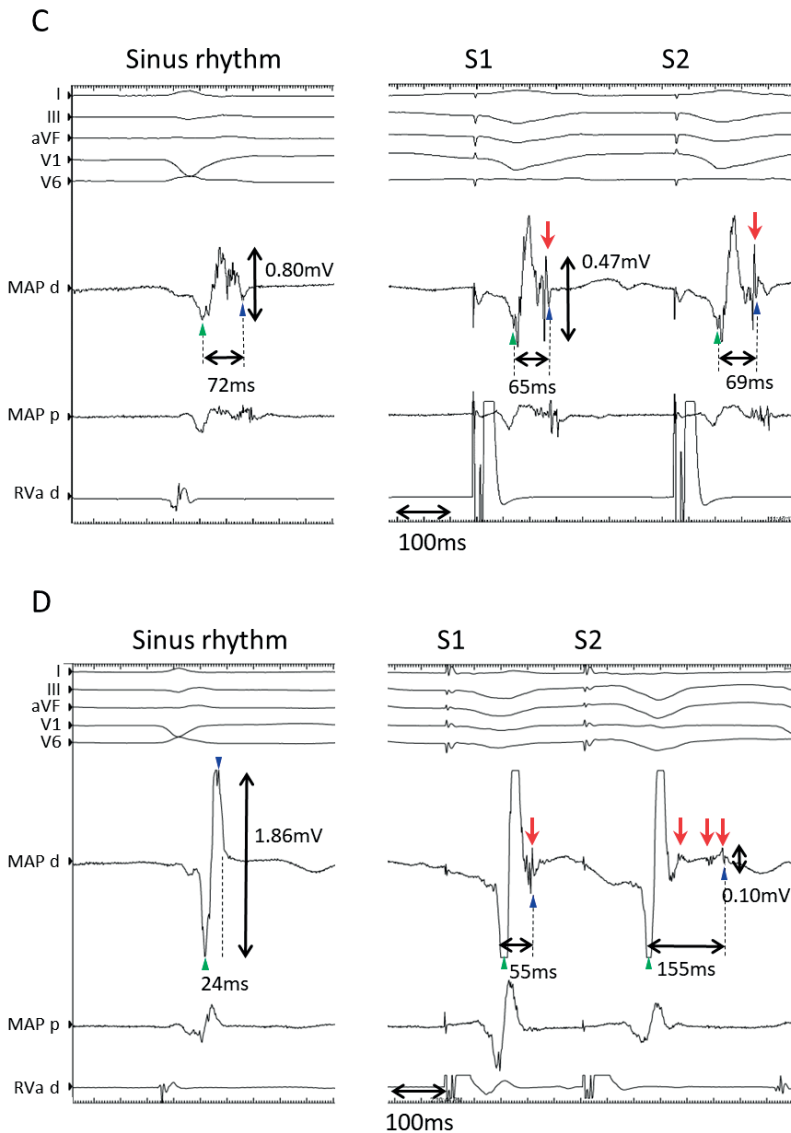 C
Sinus rhythm
S1
S2
I
III
aVF
V1
V6
MAP d
0.80mV
0.47mV
72ms
65ms
69ms
MAP p
RVa d
100ms
D
Sinus rhythm
S1
S2
I
III
aVF
V1
V6
MAP d
1.86mV
0.10mV
24ms
55ms
155ms
MAP p
RVa d
100ms